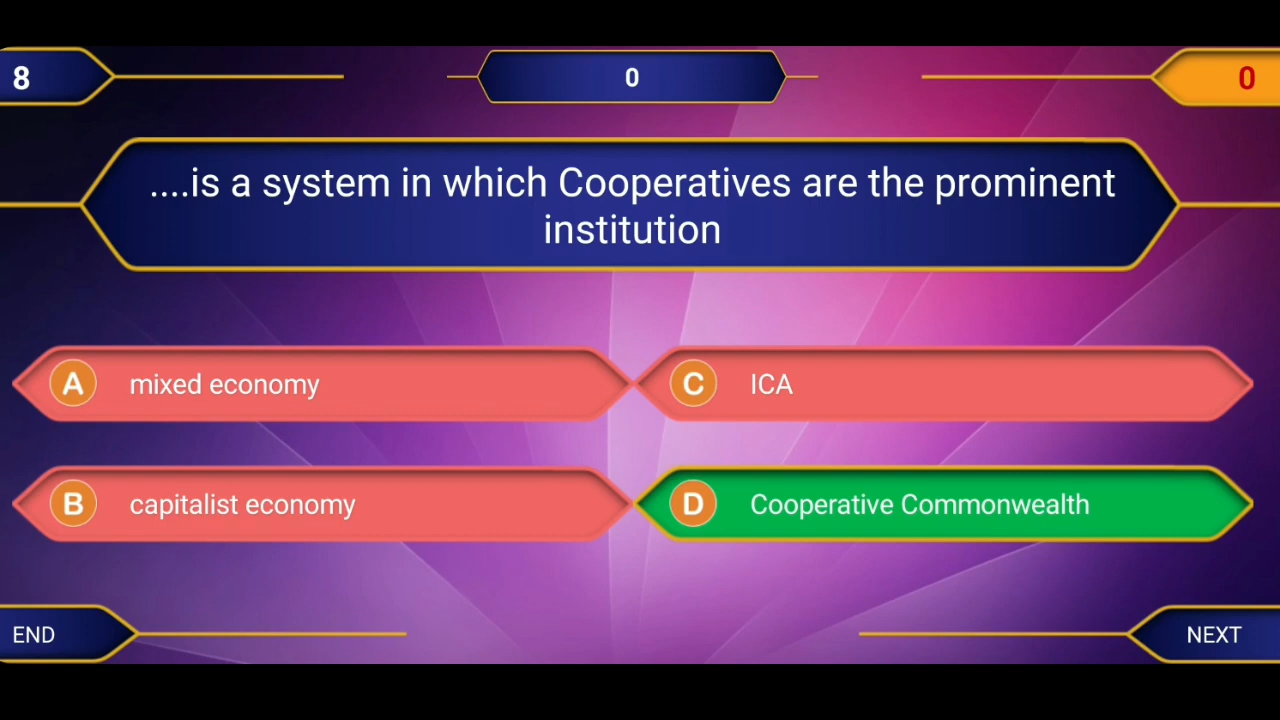 8
0
0
....is a system in which Cooperatives are the prominent
institution
A mixed economy
C ICA
B capitalist economy
D Cooperative Commonwealth
END
NEXT